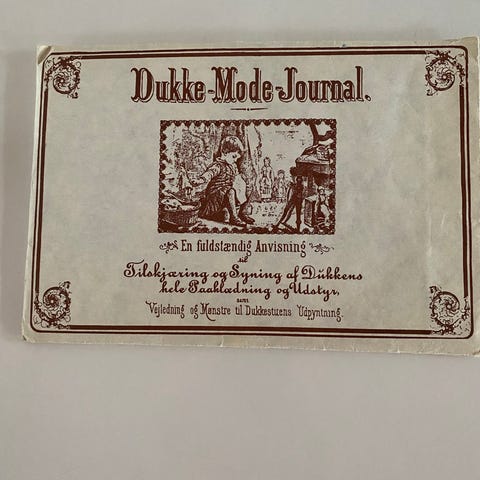 Dukke-Mode-Journal.
En fuldstændig Anvisning
til
Tilskjæring og Syning af Dükkens
hele Paaklædning og Udstyr,
samt
Vejledning og Mønstre til Dukkestuens Udpyntning